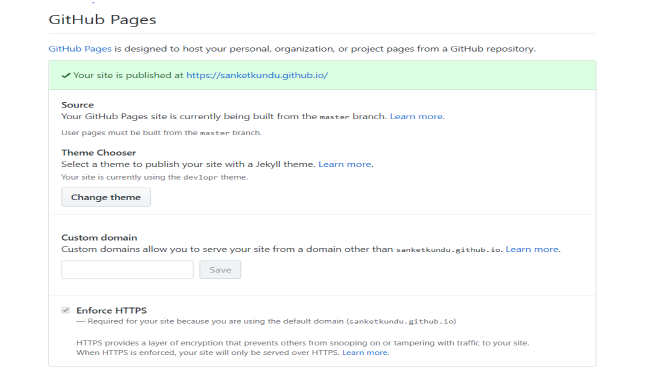 GitHub Pages
GitHub Pages is designed to host your personal, organization, or project pages from a GitHub repository.
Your site is published at https://sanketkundu.github.io/
Source
Your GitHub Pages site is currently being built from the master branch. Learn more.
User pages must be built from the master branch.
Theme Chooser
Select a theme to publish your site with a Jekyll theme. Learn more.
Your site is currently using the devlopr theme.
Change theme
Custom domain
Custom domains allow you to serve your site from a domain other than sanketkundu.github.io. Learn more.
Save
Enforce HTTPS
— Required for your site because you are using the default domain (sanketkundu.github.io)
HTTPS provides a layer of encryption that prevents others from snooping on or tampering with traffic to your site.
When HTTPS is enforced, your site will only be served over HTTPS. Learn more.